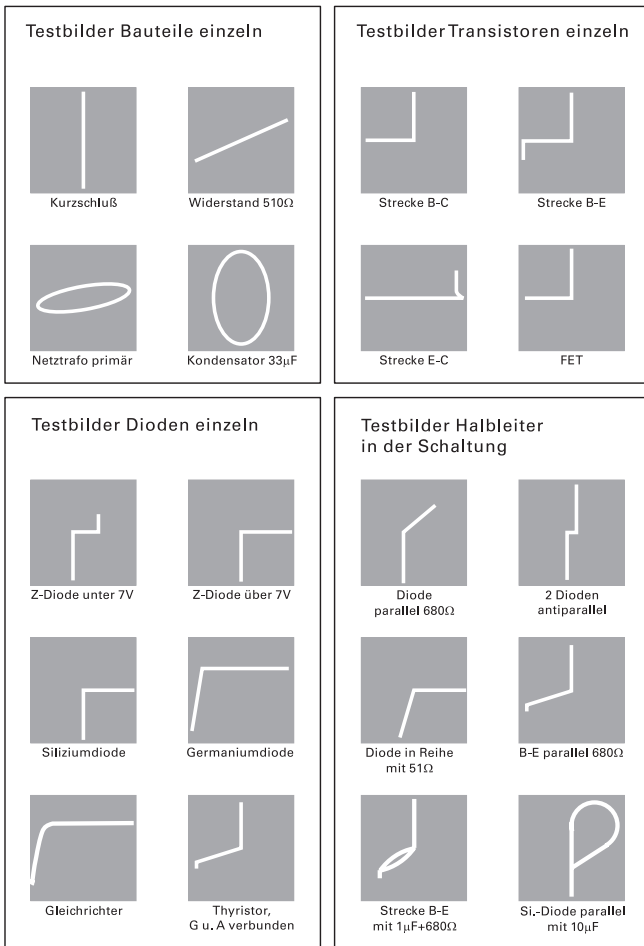 Testbilder Bauteile einzeln
Kurzschluß
Widerstand 510Ω
Netztrafo primär
Kondensator 33µF
Testbilder Transistoren einzeln
Strecke B-C
Strecke B-E
Strecke E-C
FET
Testbilder Dioden einzeln
Z-Diode unter 7V
Z-Diode über 7V
Siliziumdiode
Germaniumdiode
Gleichrichter
Thyristor,
G u. A verbunden
Testbilder Halbleiter
in der Schaltung
Diode
parallel 680Ω
2 Dioden
antiparallel
Diode in Reihe
mit 51Ω
B-E parallel 680Ω
Strecke B-E
mit 1µF+680Ω
Si.-Diode parallel
mit 10µF